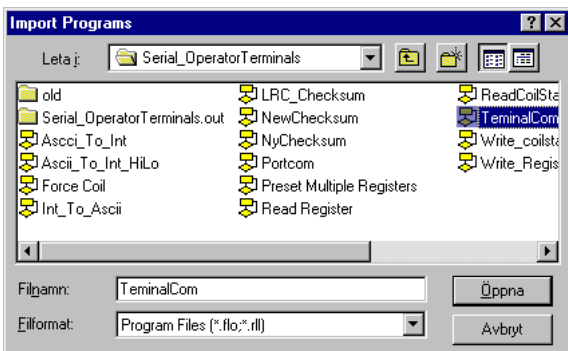 Import Programs
Leta i: Serial_OperatorTerminals
old LRC_Checksum ReadCoilSta
Serial_OperatorTerminals.out NewChecksum TeminalCom
Ascci_To_Int NyChecksum Write_coilsta
Ascii_To_Int_HiLo Portcom Write_Regis
Force Coil Preset Multiple Registers
Int_To_Ascii Read Register
Filnamn: TeminalCom Öppna
Filformat: Program Files (*.flo;*.rll) Avbryt